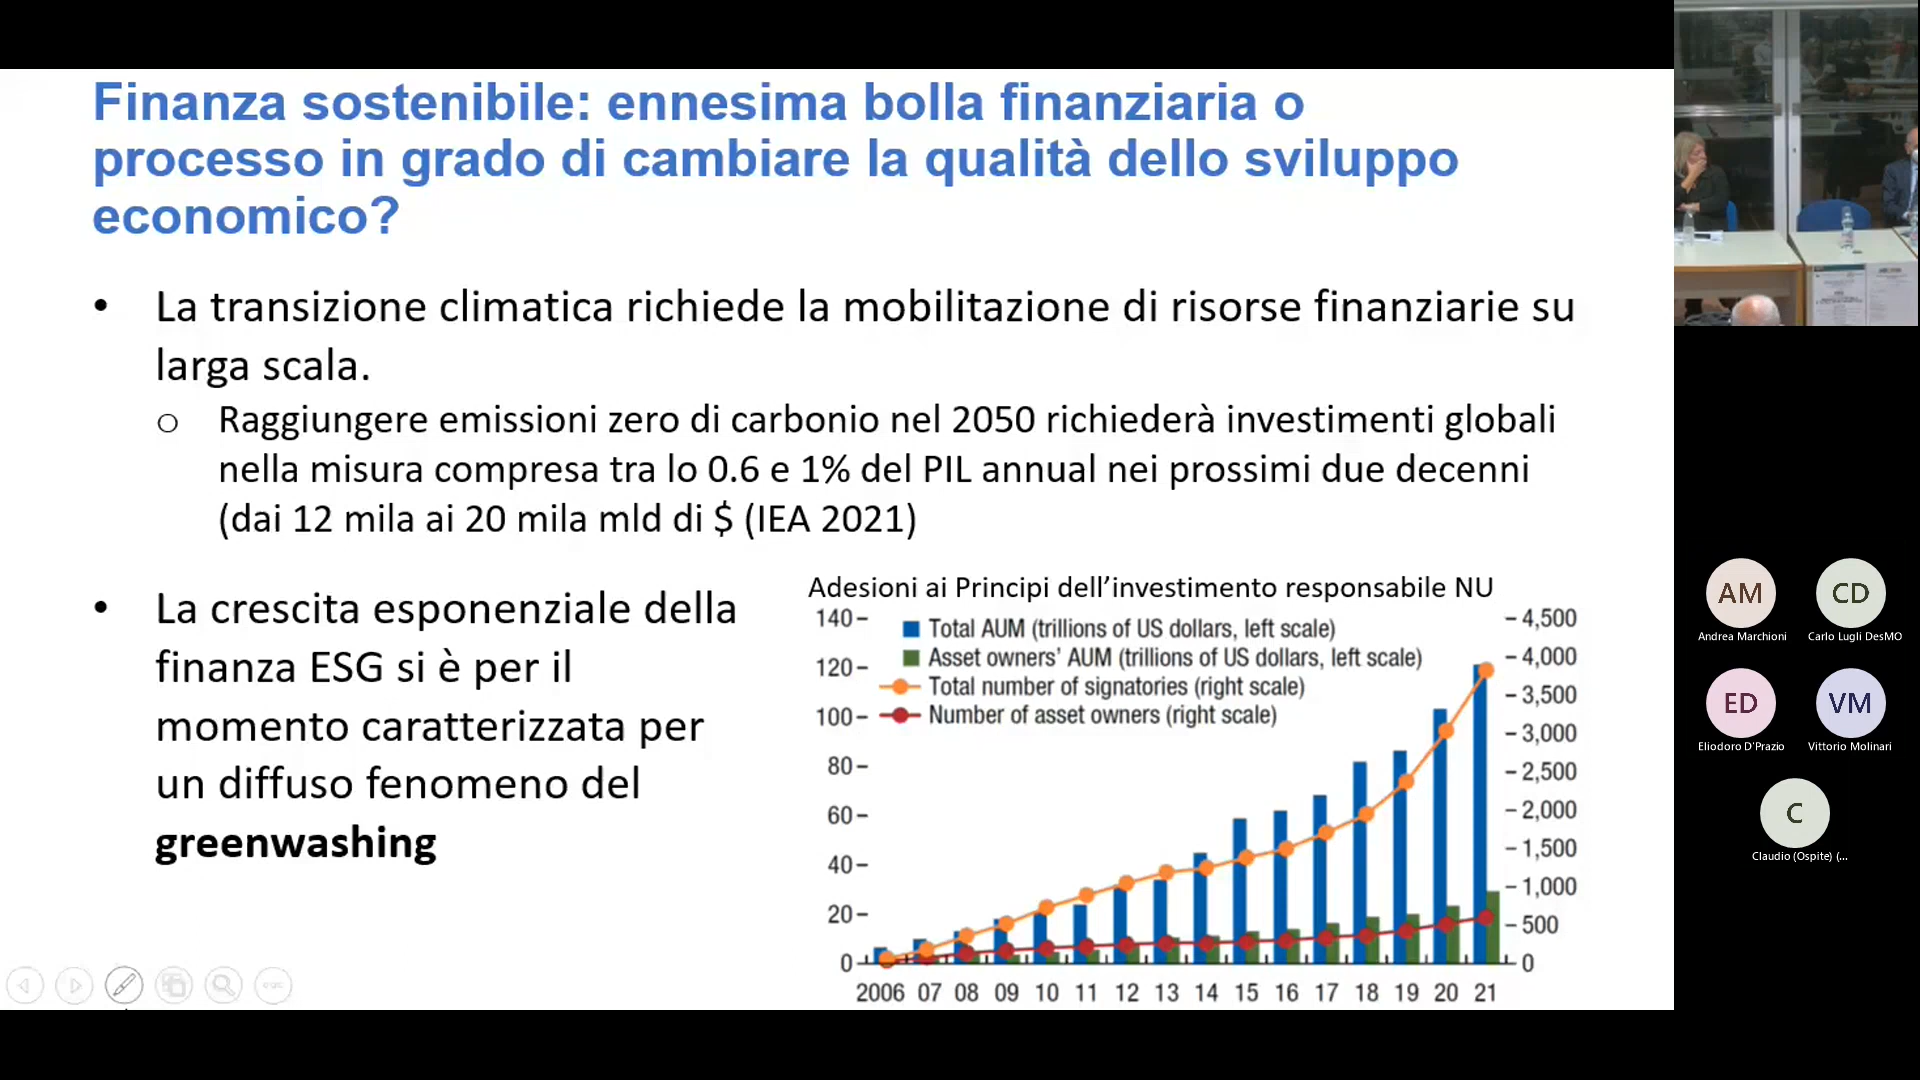 Finanza sostenibile: ennesima bolla finanziaria o
processo in grado di cambiare la qualità dello sviluppo
economico?
• La transizione climatica richiede la mobilitazione di risorse finanziarie su
larga scala.
o Raggiungere emissioni zero di carbonio nel 2050 richiederà investimenti globali
nella misura compresa tra lo 0.6 e 1% del PIL annual nei prossimi due decenni
(dai 12 mila ai 20 mila mld di $ (IEA 2021)
• La crescita esponenziale della
finanza ESG si è per il
momento caratterizzata per
un diffuso fenomeno del
greenwashing
Adesioni ai Principi dell’investimento responsabile NU
Total AUM (trillions of US dollars, left scale)
Asset owners’ AUM (trillions of US dollars, left scale)
Total number of signatories (right scale)
Number of asset owners (right scale)
140
120
100
80
60
40
20
0
4,500
4,000
3,500
3,000
2,500
2,000
1,500
1,000
500
0
2006 07 08 09 10 11 12 13 14 15 16 17 18 19 20 21
AM CD
Andrea Marchioni Carlo Lugli DesMO
ED VM
Eliodoro D'Prazio Vittorio Molinari
C
Claudio (Ospite) (...